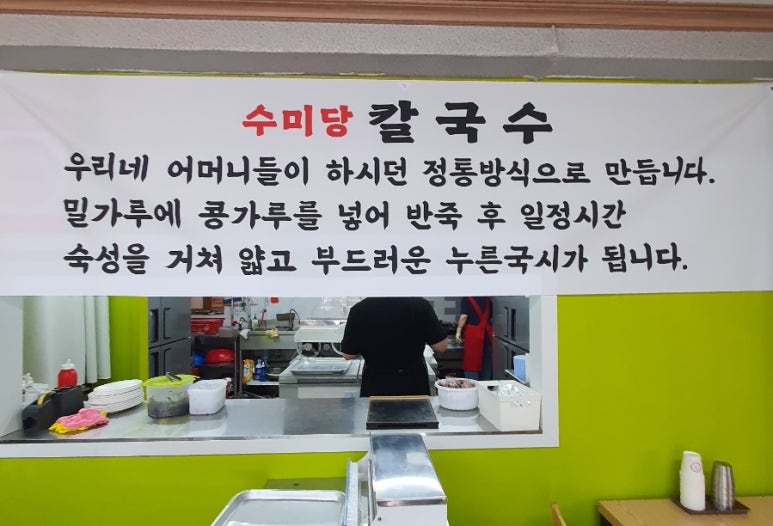 수미당 칼국수
우리네 어머니들이 하시던 정통방식으로 만듭니다.
밀가루에 콩가루를 넣어 반죽 후 일정시간
숙성을 거쳐 얇고 부드러운 누른국시가 됩니다.